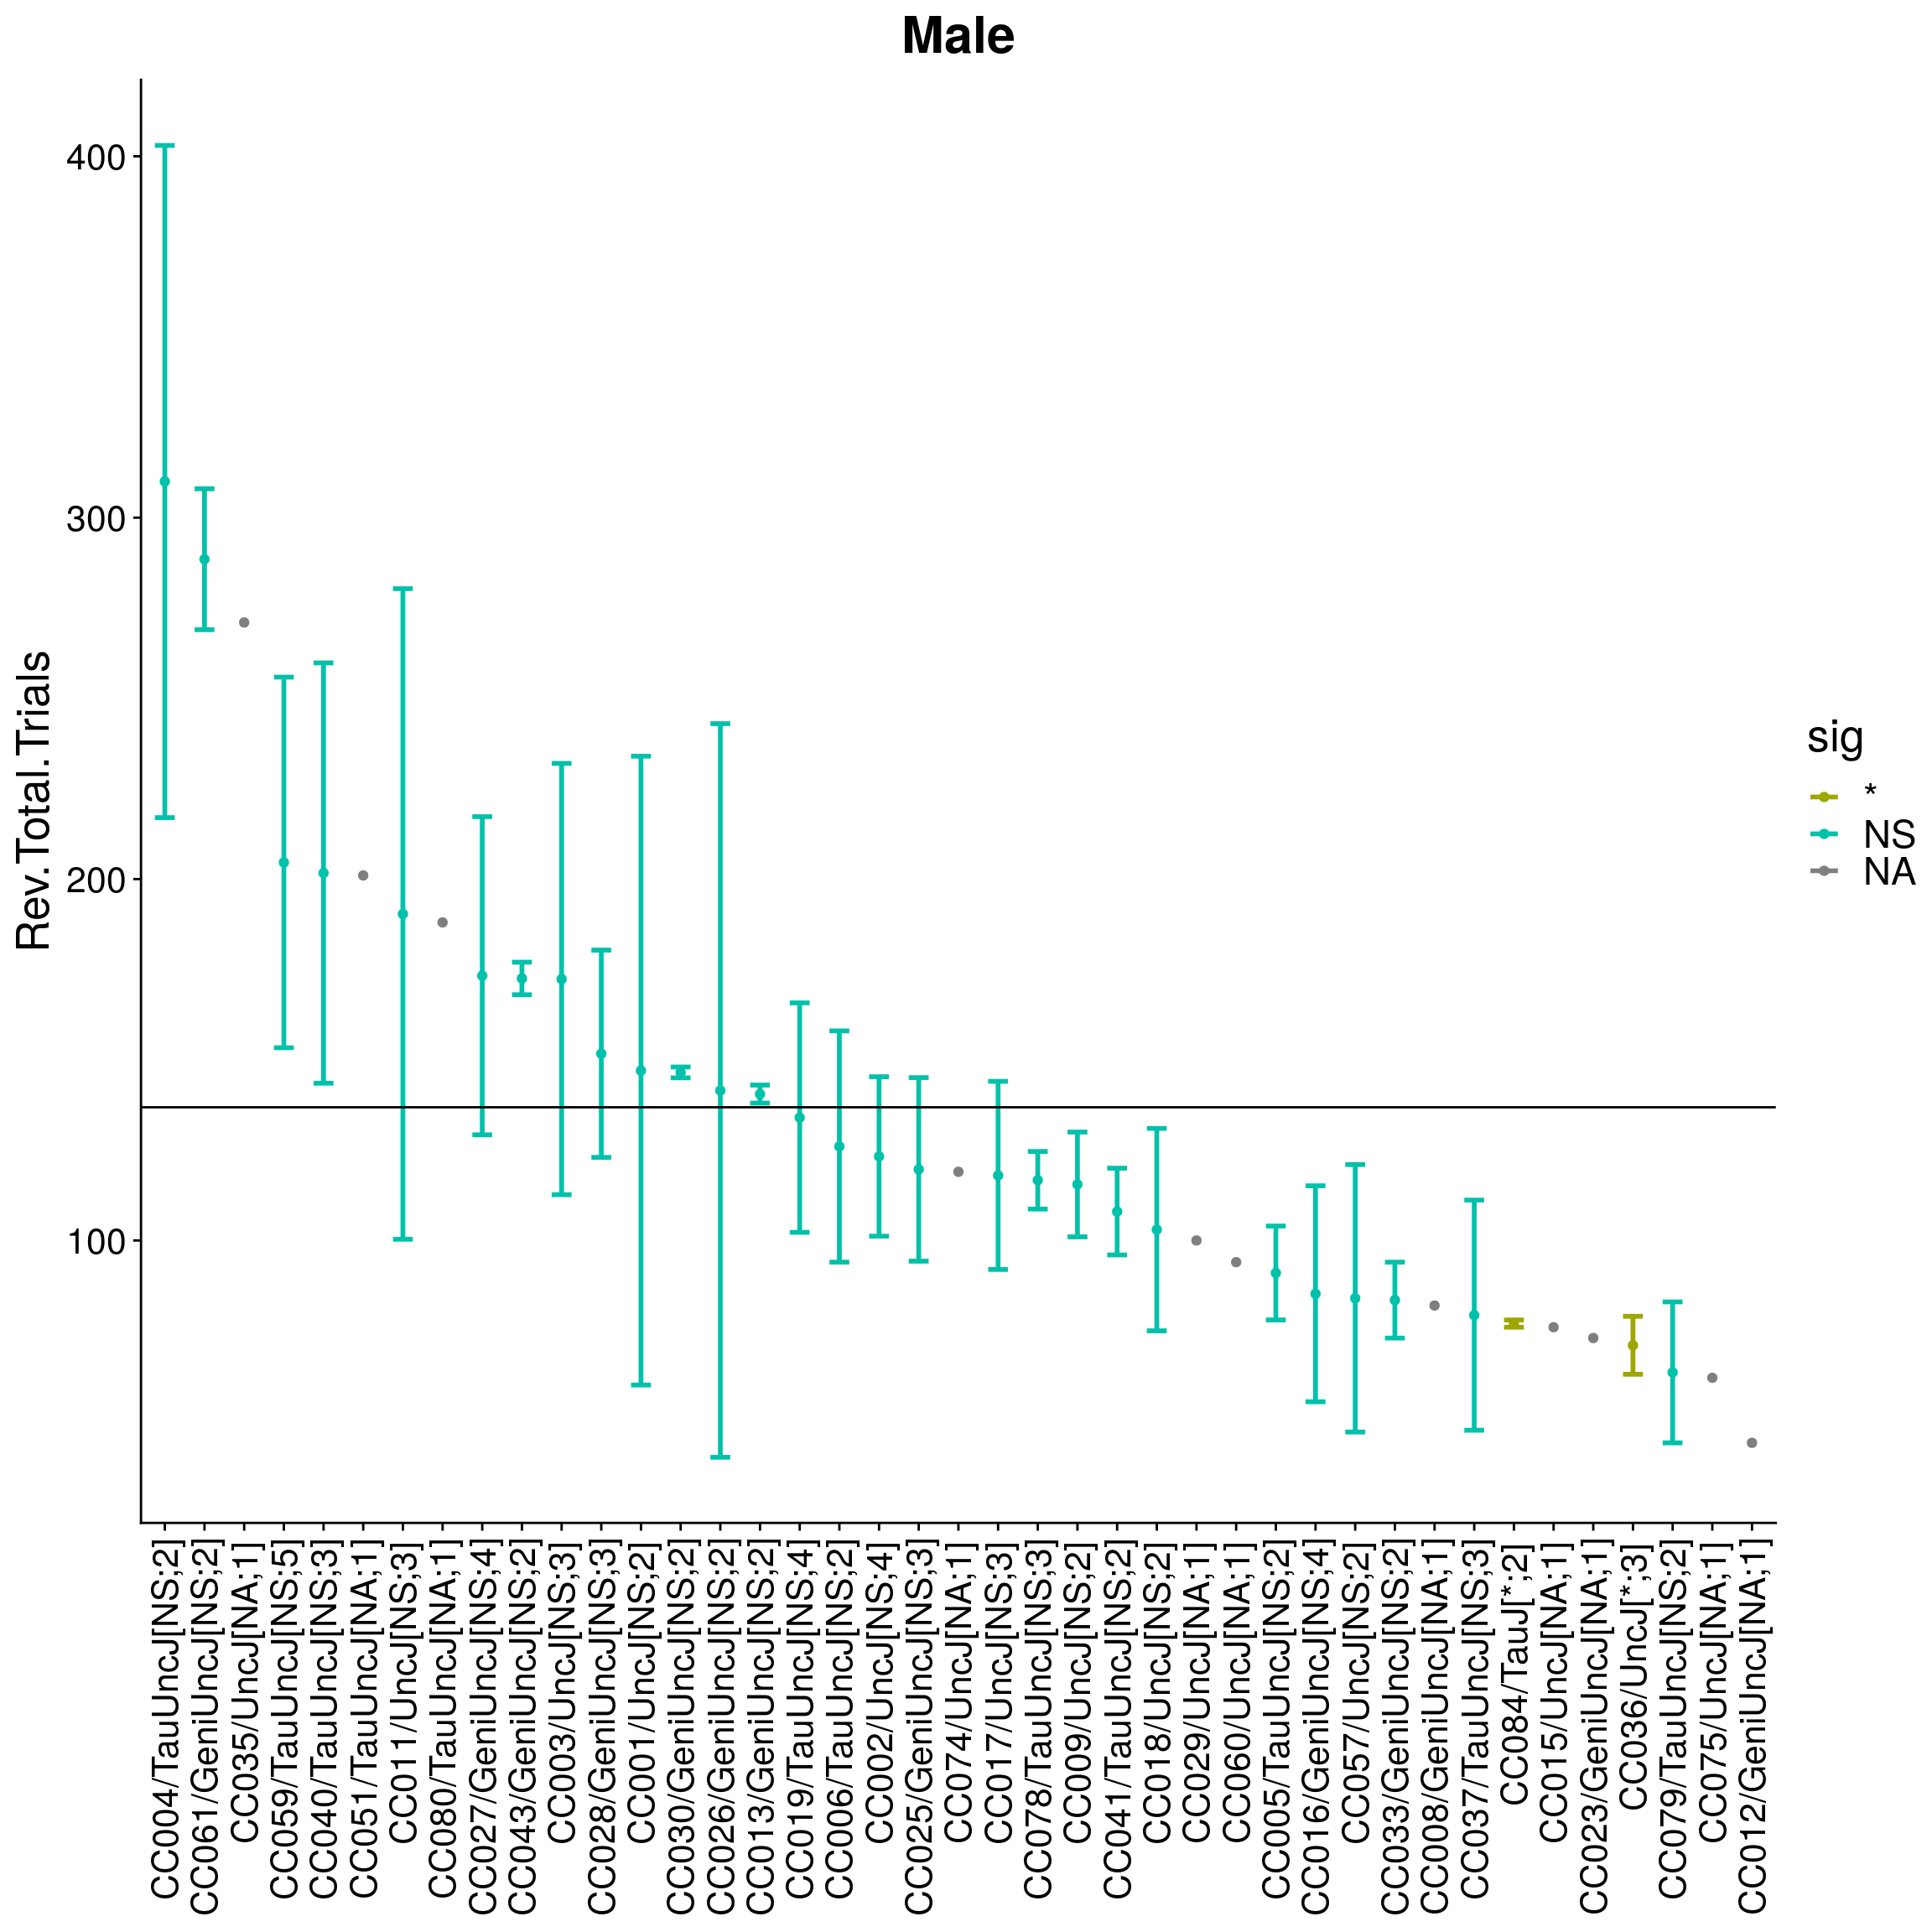 Male
Rev.Total.Trials
400
300
200
100
CC004/TauUncJ[NS;2]
CC061/GeniUncJ[NS;2]
CC035/UncJ[NA;1]
CC059/TauUncJ[NS;5]
CC040/TauUncJ[NS;3]
CC051/TauUncJ[NA;1]
CC011/UncJ[NS;3]
CC080/TauUncJ[NA;1]
CC027/GeniUncJ[NS;4]
CC043/GeniUncJ[NS;2]
CC003/UncJ[NS;3]
CC028/GeniUncJ[NS;3]
CC001/UncJ[NS;2]
CC030/GeniUncJ[NS;2]
CC026/GeniUncJ[NS;2]
CC013/GeniUncJ[NS;2]
CC019/TauUncJ[NS;4]
CC006/TauUncJ[NS;2]
CC002/UncJ[NS;4]
CC025/GeniUncJ[NS;3]
CC074/UncJ[NA;1]
CC017/UncJ[NS;3]
CC078/TauUncJ[NS;3]
CC009/UncJ[NS;2]
CC041/TauUncJ[NS;2]
CC018/UncJ[NS;2]
CC029/UncJ[NA;1]
CC060/UncJ[NA;1]
CC005/TauUncJ[NS;2]
CC016/GeniUncJ[NS;4]
CC057/UncJ[NS;2]
CC033/GeniUncJ[NS;2]
CC008/GeniUncJ[NA;1]
CC037/TauUncJ[NS;3]
CC084/TauJ[*;2]
CC015/UncJ[NA;1]
CC023/GeniUncJ[NA;1]
CC036/UncJ[*;3]
CC079/TauUncJ[NS;2]
CC075/UncJ[NA;1]
CC012/GeniUncJ[NA;1]
sig
*
NS
NA